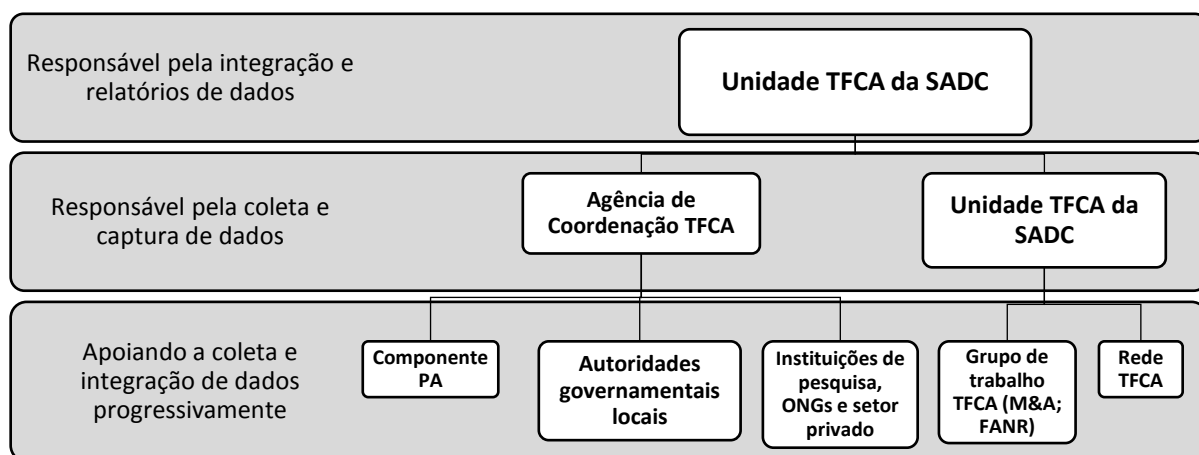 Responsável pela integração e
relatórios de dados
Unidade TFCA da SADC
Responsável pela coleta e
captura de dados
Agência de
Coordenação TFCA
Unidade TFCA da
SADC
Apoiando a coleta e
integração de dados
progressivamente
Componente
PA
Autoridades
governamentais
locais
Instituições de
pesquisa,
ONGs e setor
privado
Grupo de
trabalho
TFCA (M&A;
FANR)
Rede
TFCA